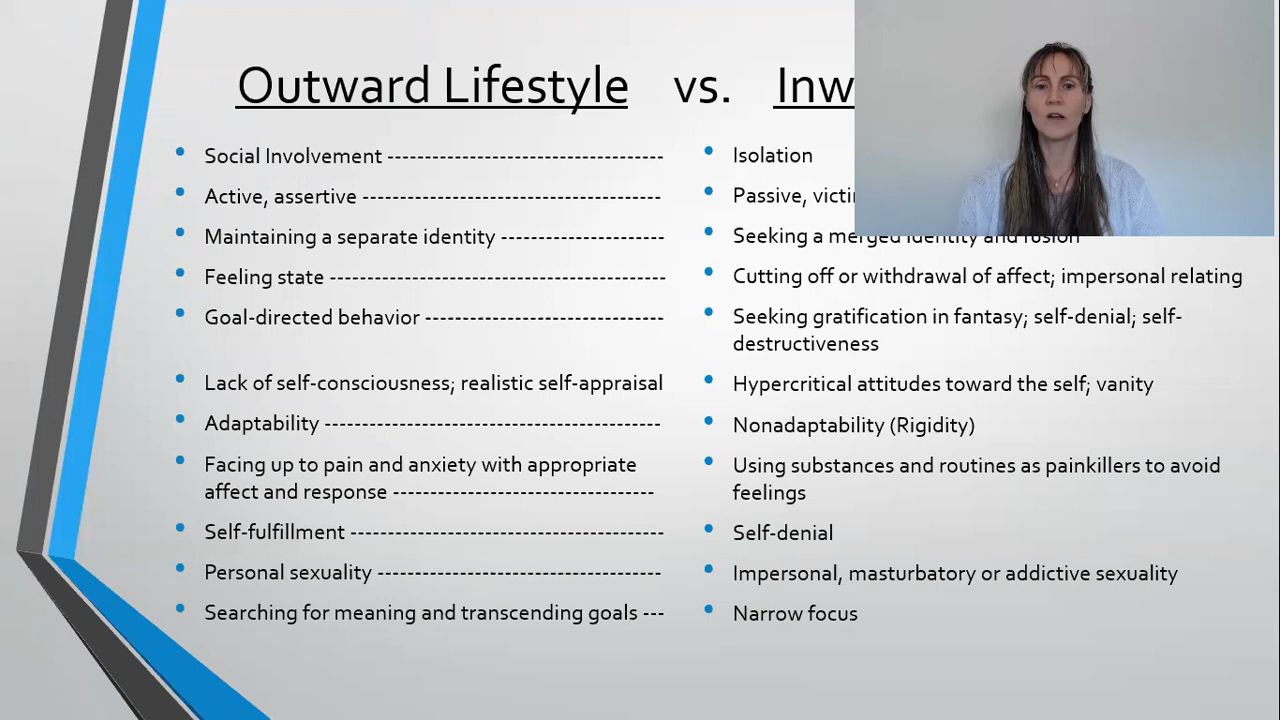 Outward Lifestyle vs.
Social Involvement -------------------------------------
Isolation
Active, assertive ----------------------------------------
Passive,
Maintaining a separate identity ----------------------
Seeking a merged identity and fusion
Feeling state ---------------------------------------------
Cutting off or withdrawal of affect; impersonal relating
Goal-directed behavior --------------------------------
Seeking gratification in fantasy; self-denial; self-
destructiveness
Lack of self-consciousness; realistic self-appraisal
Hypercritical attitudes toward the self; vanity
Adaptability ---------------------------------------------
Nonadaptability (Rigidity)
Facing up to pain and anxiety with appropriate
affect and response -----------------------------------
Using substances and routines as painkillers to avoid
feelings
Self-fulfillment ------------------------------------------
Self-denial
Personal sexuality --------------------------------------
Impersonal, masturbatory or addictive sexuality
Searching for meaning and transcending goals ---
Narrow focus